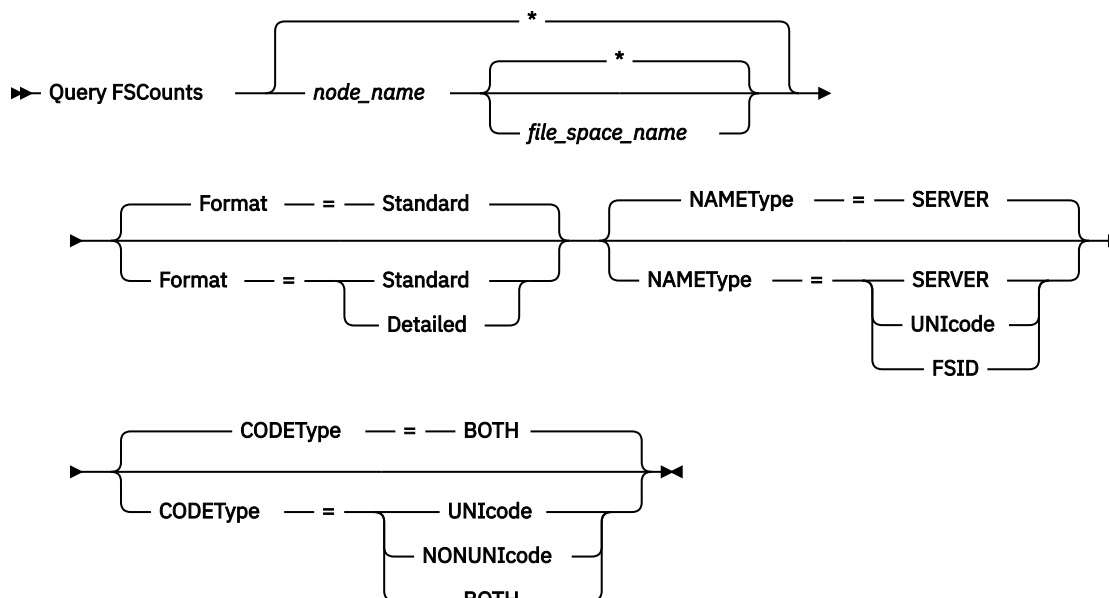 *
*
Query FSCounts node_name
file_space_name
Format = Standard NAMEType = SERVER
Format = Standard NAMEType = SERVER
Detailed UNIcode
FSID
CODEType = BOTH
CODEType = UNIcode
NONUNIcode
BOTH